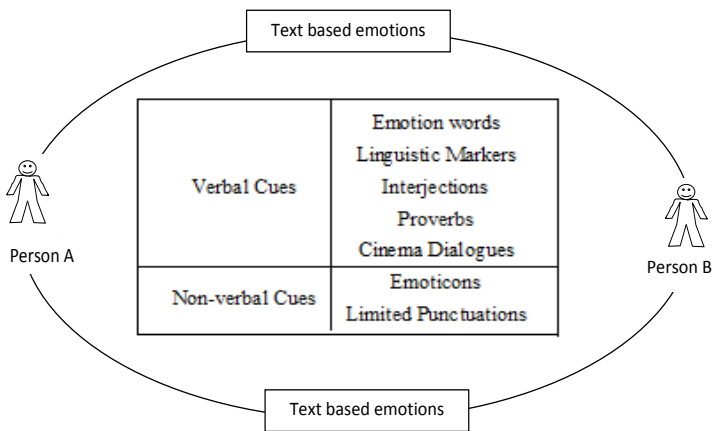 Text based emotions
Verbal Cues
Emotion words
Linguistic Markers
Interjections
Proverbs
Cinema Dialogues
Non-verbal Cues
Emoticons
Limited Punctuations
Person A
Person B
Text based emotions